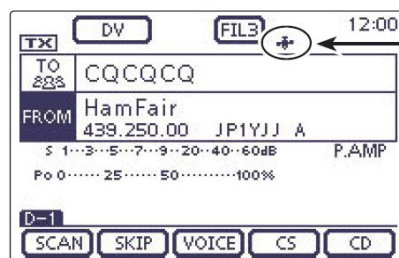 DV FIL3 12:00
TX
TO CQCQCQ
FROM HamFair
439.250.00 JP1YJJ A
S 1··3··5··7··9··20··40··60dB P.AMP
Po 0······25······50·········100%
D-1
SCAN SKIP VOICE CS CD